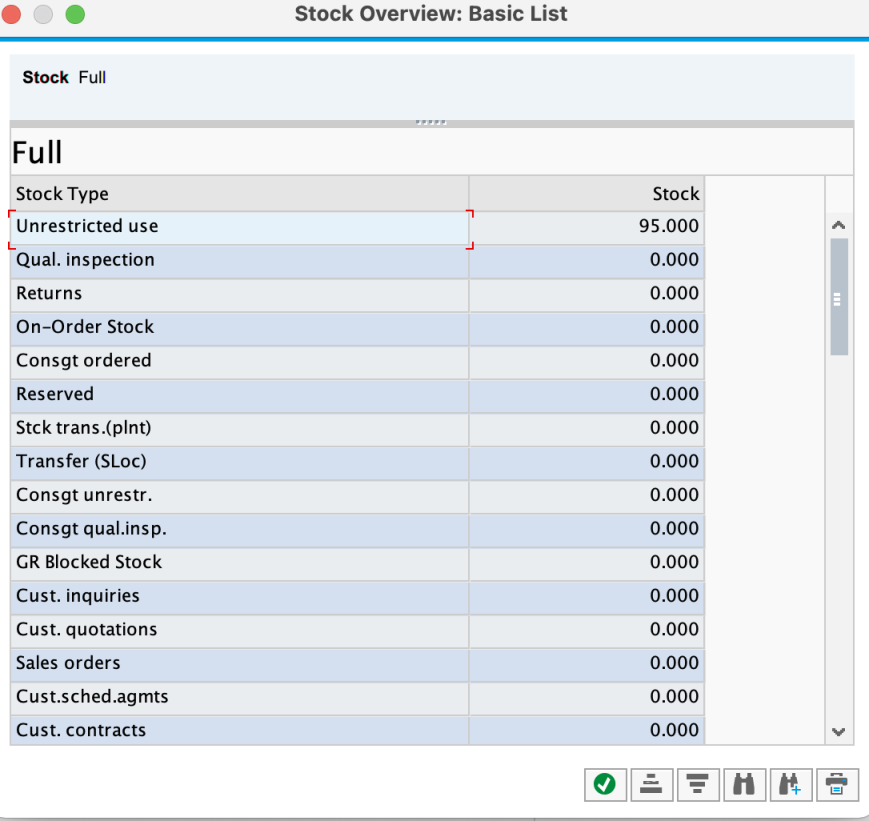 Stock Overview: Basic List
Stock Full
Full
Stock Type Stock
Unrestricted use 95.000
Qual. inspection 0.000
Returns 0.000
On-Order Stock 0.000
Consgt ordered 0.000
Reserved 0.000
Stck trans.(plnt) 0.000
Transfer (SLoc) 0.000
Consgt unrestr. 0.000
Consgt qual.insp. 0.000
GR Blocked Stock 0.000
Cust. inquiries 0.000
Cust. quotations 0.000
Sales orders 0.000
Cust.sched.agmts 0.000
Cust. contracts 0.000